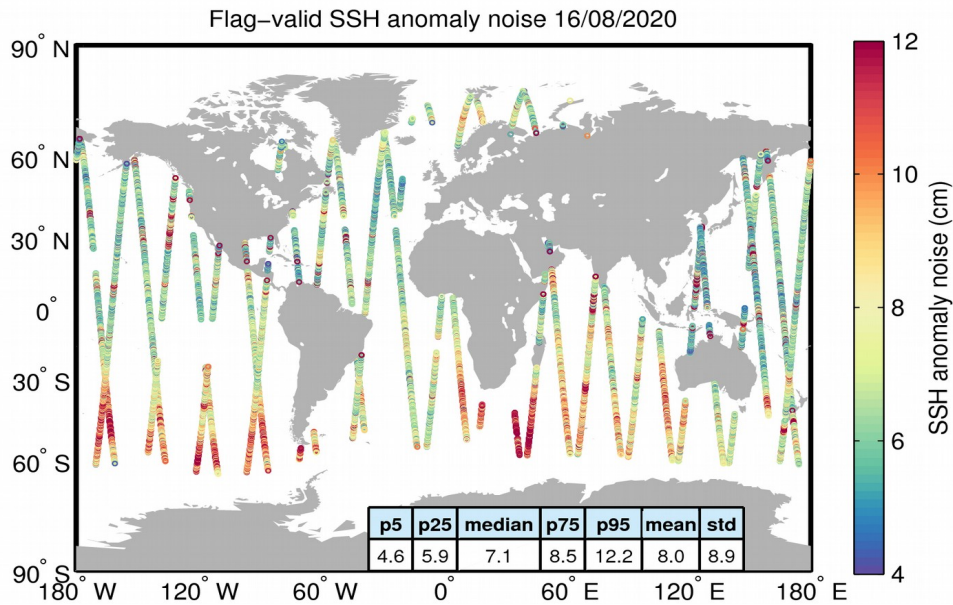 Flag−valid SSH anomaly noise 16/08/2020
90° N
60° N
30° N
0°
30° S
60° S
90° S
180° W
120° W
60° W
0°
60° E
120° E
180° E
p5 p25 median p75 p95 mean std
4.6 5.9 7.1 8.5 12.2 8.0 8.9
12
10
8
6
4
SSH anomaly noise (cm)